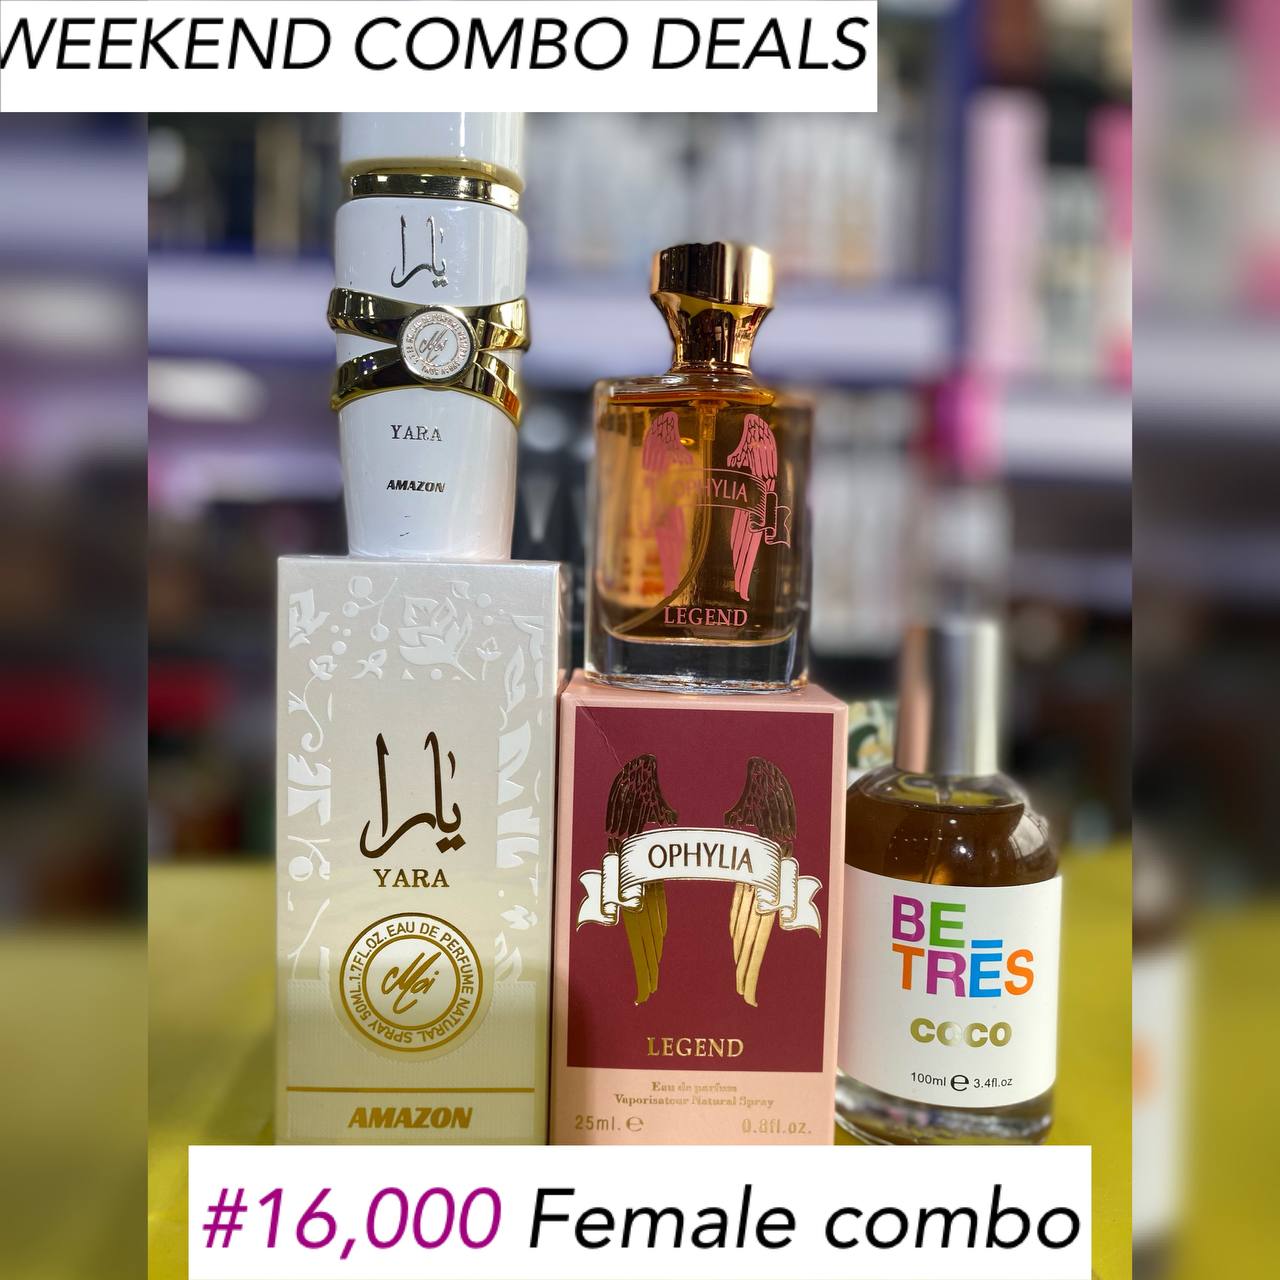 WEEKEND COMBO DEALS
يارا
Moi
YARA
AMAZON
OPHYLIA
LEGEND
يارا
YARA
50ML.1.7FL.OZ.EAU DE PERFUME NATURAL SPRAY
Moi
AMAZON
OPHYLIA
LEGEND
Eau de parfum
Vaporisateur Natural Spray
25ml. e 0.8fl.oz.
BE
TRĒS
COCO
100ml e 3.4fl.oz
#16,000 Female combo